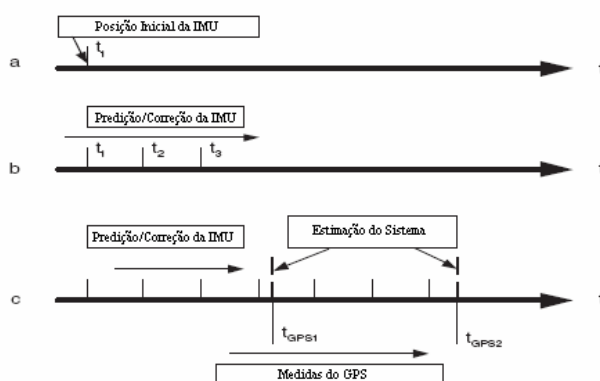 Posição Inicial da IMU
t1
a
t
Predição/Correção da IMU
t1 t2 t3
b
t
Predição/Correção da IMU
Estimação do Sistema
c
t
tGPS1
tGPS2
Medidas do GPS